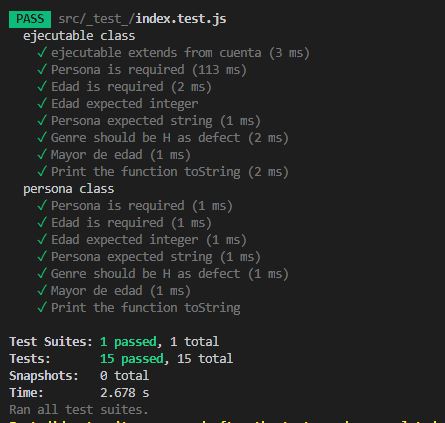 PASS src/_test_/index.test.js
ejecutable class
✓ ejecutable extends from cuenta (3 ms)
✓ Persona is required (113 ms)
✓ Edad is required (2 ms)
✓ Edad expected integer
✓ Persona expected string (1 ms)
✓ Genre should be H as defect (2 ms)
✓ Mayor de edad (1 ms)
✓ Print the function toString (2 ms)
persona class
✓ Persona is required (1 ms)
✓ Edad is required (1 ms)
✓ Edad expected integer (1 ms)
✓ Persona expected string (1 ms)
✓ Genre should be H as defect (1 ms)
✓ Mayor de edad (1 ms)
✓ Print the function toString
Test Suites: 1 passed, 1 total
Tests: 15 passed, 15 total
Snapshots: 0 total
Time: 2.678 s
Ran all test suites.